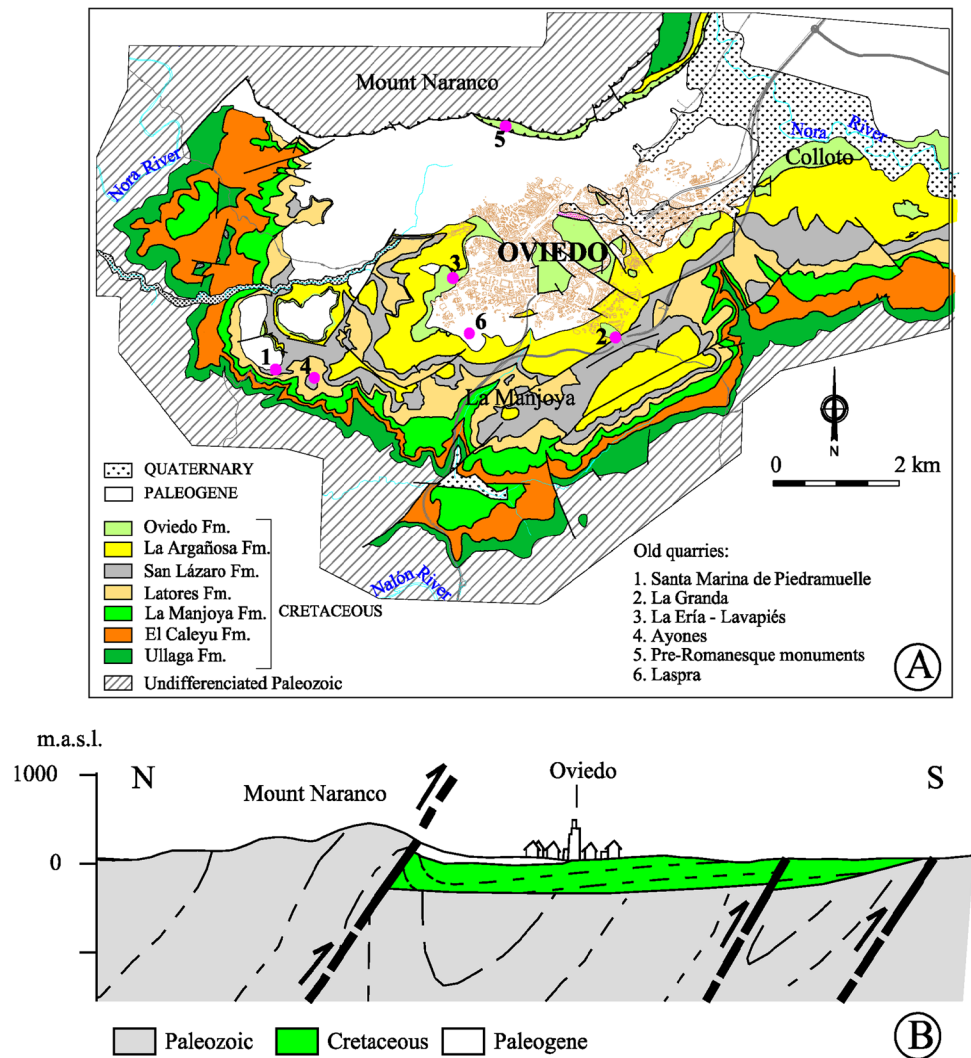 A
Mount Naranco
Nora River
Nora River
Colloto
5
OVIEDO
3
6
2
1
4
La Manjoya
N
0 2 km
Nalón River
QUATERNARY
PALEOGENE
Oviedo Fm.
La Argañosa Fm.
San Lázaro Fm.
Latores Fm.
La Manjoya Fm.
CRETACEOUS
El Caleyu Fm.
Ullaga Fm.
Undifferenciated Paleozoic
Old quarries:
1. Santa Marina de Piedramuelle
2. La Granda
3. La Ería - Lavapiés
4. Ayones
5. Pre-Romanesque monuments
6. Laspra
m.a.s.l.
1000
0
N
Mount Naranco
Oviedo
S
Paleozoic
Cretaceous
Paleogene
B